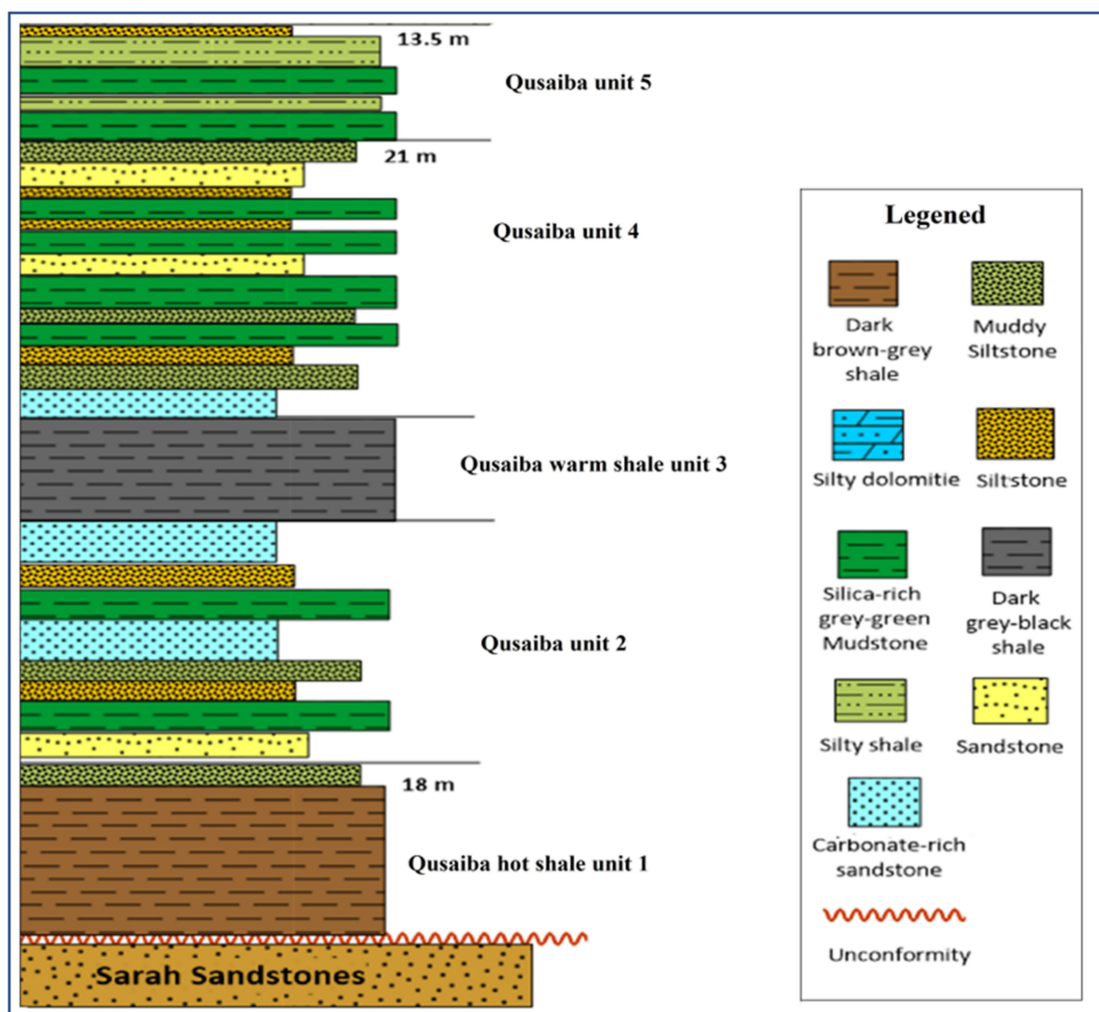 13.5 m
Qusaiba unit 5
21 m
Qusaiba unit 4
Qusaiba warm shale unit 3
Qusaiba unit 2
18 m
Qusaiba hot shale unit 1
Sarah Sandstones
Legened
Dark
brown-grey
shale
Muddy
Siltstone
Silty dolomitie
Siltstone
Silica-rich
grey-green
Mudstone
Dark
grey-black
shale
Silty shale
Sandstone
Carbonate-rich
sandstone
Unconformity